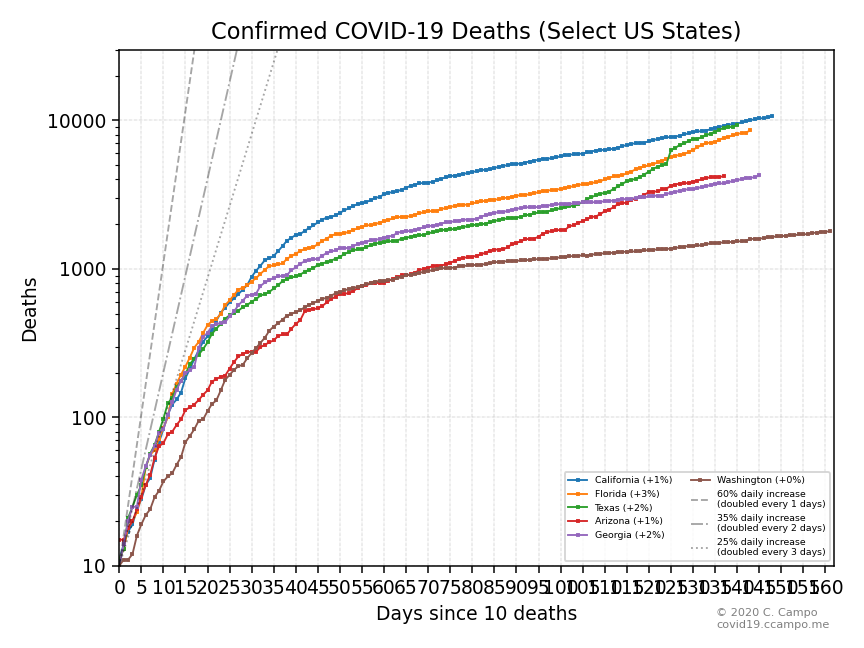 Confirmed COVID-19 Deaths (Select US States)
Deaths
10000
1000
100
10
California (+1%)
Florida (+3%)
Texas (+2%)
Arizona (+1%)
Georgia (+2%)
Washington (+0%)
60% daily increase
(doubled every 1 days)
35% daily increase
(doubled every 2 days)
25% daily increase
(doubled every 3 days)
0 5 10 15 20 25 30 35 40 45 50 55 60 65 70 75 80 85 90 95 100 105 110 115 120 125 130 135 140 145 150 155 160
Days since 10 deaths
© 2020 C. Campo
covid19.ccampo.me